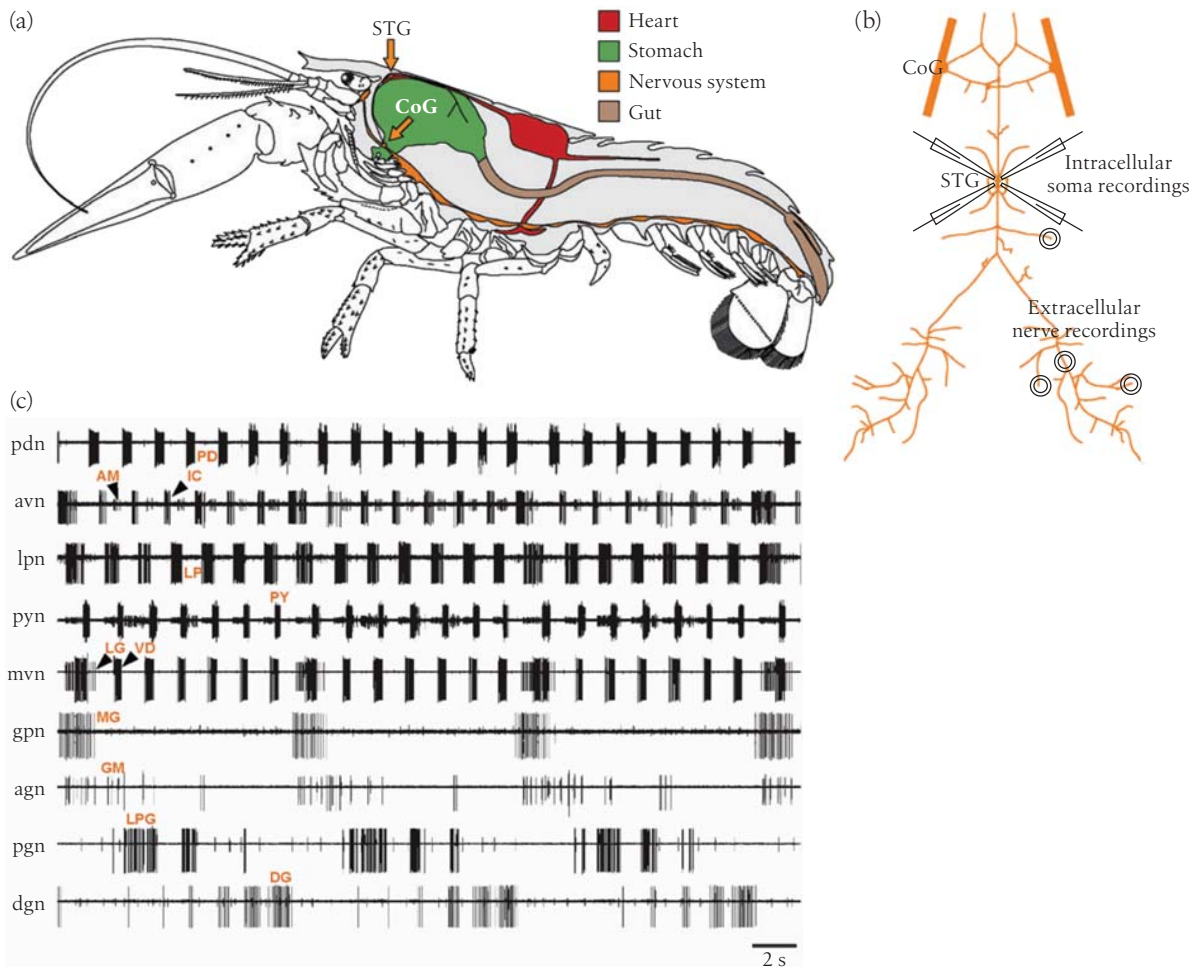 (a)
STG
CoG
Heart
Stomach
Nervous system
Gut
(b)
CoG
STG
Intracellular
soma recordings
Extracellular
nerve recordings
(c)
pdn
PD
AM
IC
avn
lpn
LP
PY
pyn
LG VD
mvn
MG
gpn
GM
agn
LPG
pgn
DG
dgn
2 s